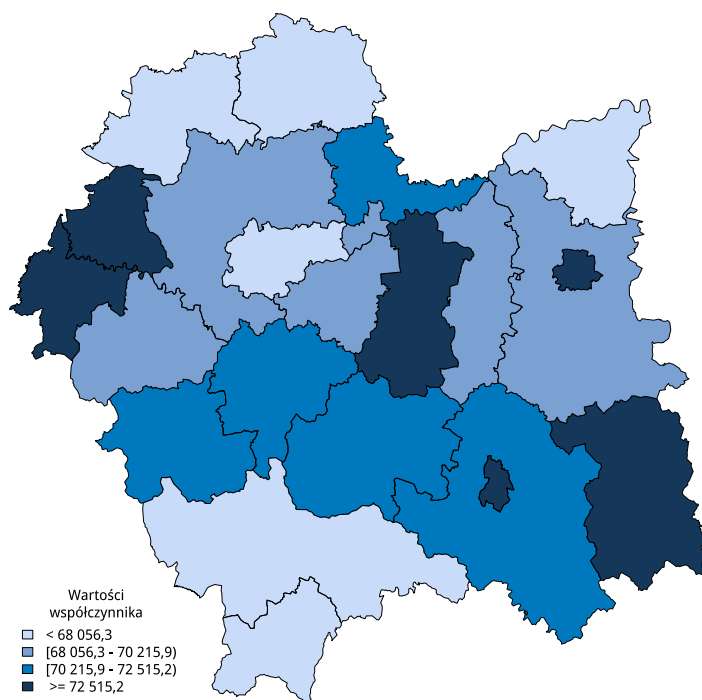 Wartości
współczynnika
< 68 056,3
[68 056,3 - 70 215,9)
[70 215,9 - 72 515,2)
>= 72 515,2